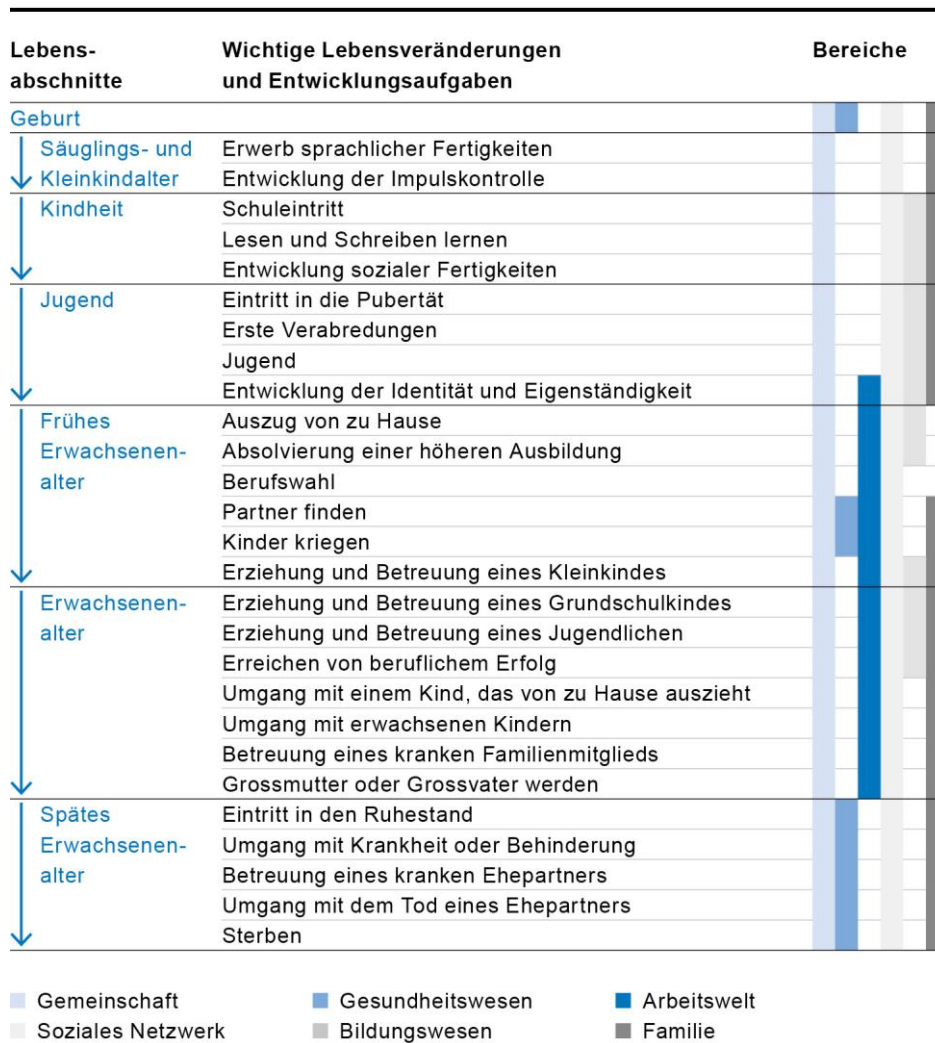 Lebens- Wichtige Lebensveränderungen Bereiche
abschnitte und Entwicklungsaufgaben
Geburt
Säuglings- und Erwerb sprachlicher Fertigkeiten
Kleinkindalter Entwicklung der Impulskontrolle
Kindheit Schuleintritt
Lesen und Schreiben lernen
Entwicklung sozialer Fertigkeiten
Jugend Eintritt in die Pubertät
Erste Verabredungen
Jugend
Entwicklung der Identität und Eigenständigkeit
Frühes Auszug von zu Hause
Erwachsenen- Absolvierung einer höheren Ausbildung
alter Berufswahl
Partner finden
Kinder kriegen
Erziehung und Betreuung eines Kleinkindes
Erwachsenen- Erziehung und Betreuung eines Grundschulkindes
alter Erziehung und Betreuung eines Jugendlichen
Erreichen von beruflichem Erfolg
Umgang mit einem Kind, das von zu Hause auszieht
Umgang mit erwachsenen Kindern
Betreuung eines kranken Familienmitglieds
Grossmutter oder Grossvater werden
Spätes Eintritt in den Ruhestand
Erwachsenen- Umgang mit Krankheit oder Behinderung
alter Betreuung eines kranken Ehepartners
Umgang mit dem Tod eines Ehepartners
Sterben
Gemeinschaft Gesundheitswesen Arbeitswelt
Soziales Netzwerk Bildungswesen Familie